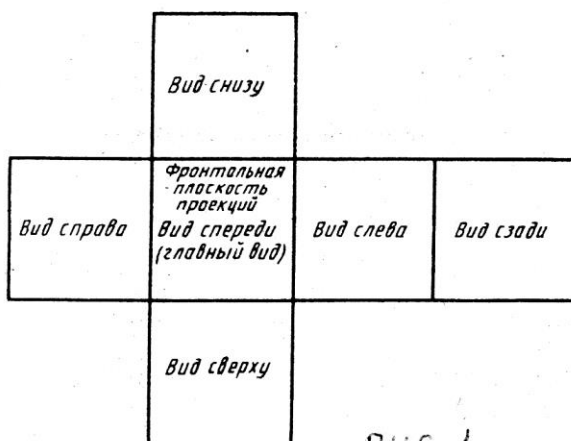 Вид снизу
Фронтальная
плоскость
проекций
Вид справа
Вид спереди
(главный вид)
Вид слева
Вид сзади
Вид сверху